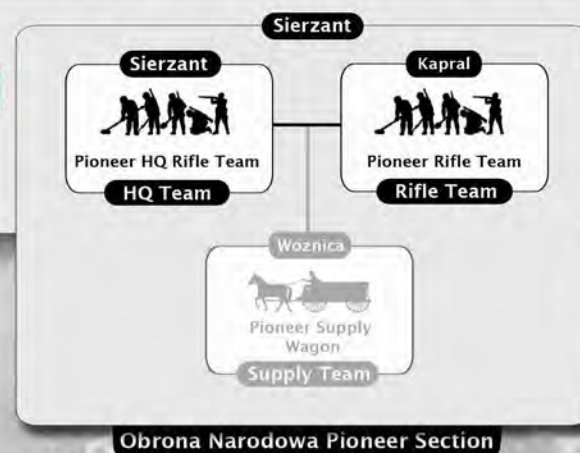 Sierzant
Sierzant
Pioneer HQ Rifle Team
HQ Team
Kapral
Pioneer Rifle Team
Rifle Team
Woznica
Pioneer Supply
Wagon
Supply Team
Obrona Narodowa Pioneer Section